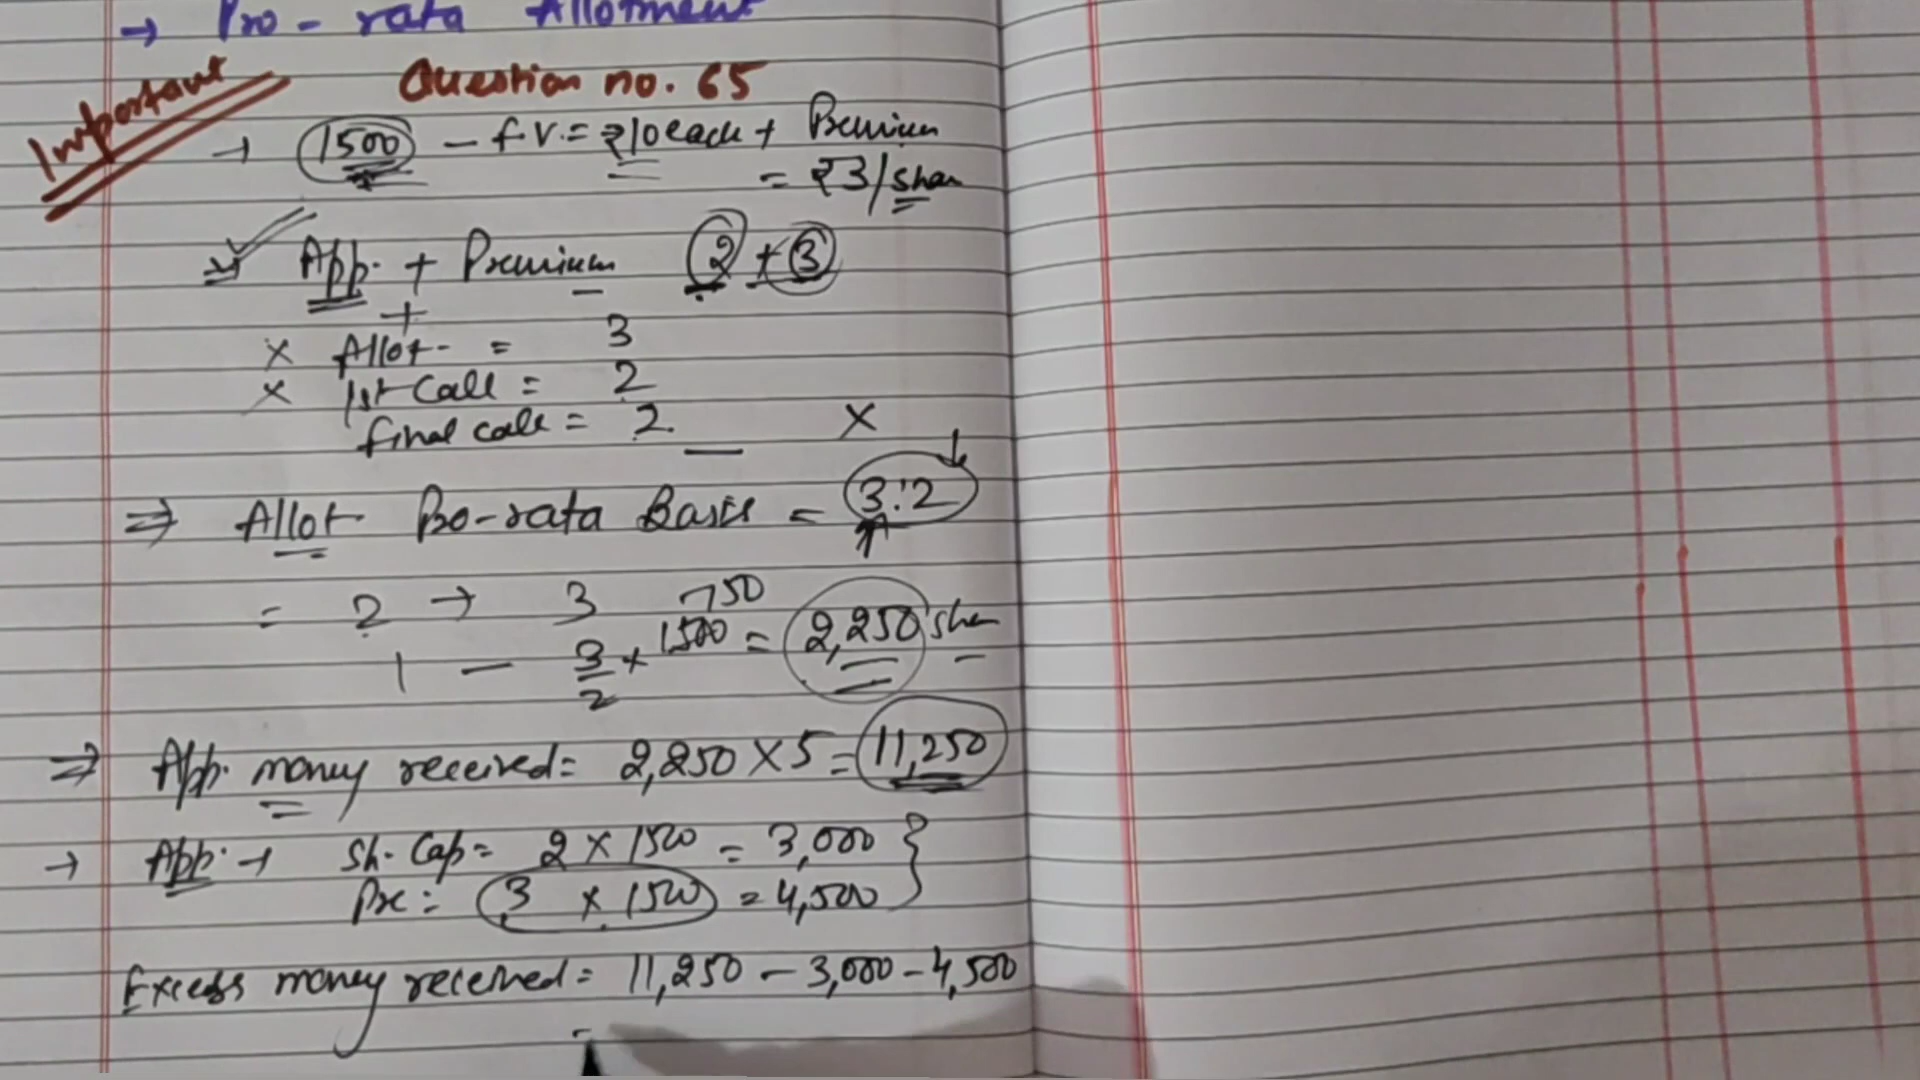 → Pro-rata Allotment
Important
Question no. 65
→ 1500 – f.V. = ₹10 each + Premium
= ₹3/share
App. + Premium 2 + 3
+
× Allot. = 3
× 1st Call = 2
final call = 2. ×
⇒ Allot Pro-rata Basis = 3:2
= 2 → 3 750
1 – 3/2 × 1500 = 2,250 share
⇒ App. money received = 2,250 × 5 = 11,250
→ App. → Sh. Cap = 2 × 1500 = 3,000 }
Pre = 3 × 1500 = 4,500
Excess money received = 11,250 – 3,000 – 4,500
=